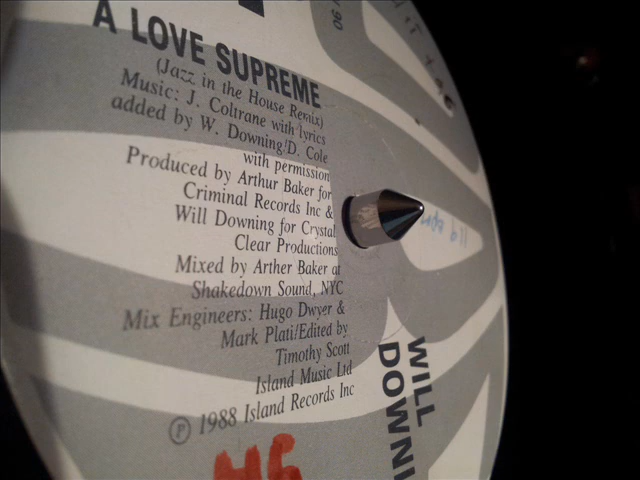 A LOVE SUPREME
(Jazz in the House Remix)
Music: J. Coltrane with lyrics
added by W. Downing/D. Cole
with permission
Produced by Arthur Baker for
Criminal Records Inc &
Will Downing for Crystal
Clear Productions
Mixed by Arther Baker at
Shakedown Sound, NYC
Mix Engineers: Hugo Dwyer &
Mark Plati/Edited by
Timothy Scott
Island Music Ltd
Ⓟ 1988 Island Records Inc
WILL